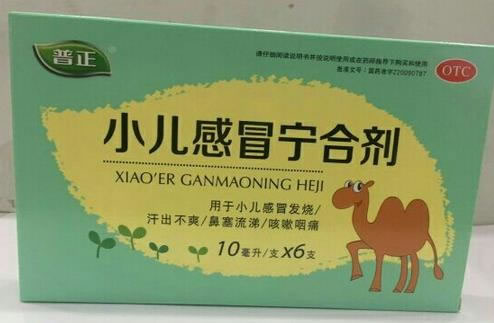 普正
请仔细阅读说明书并按说明使用或在药师指导下购买和使用
批准文号：国药准字Z20090787
OTC
小儿感冒宁合剂
XIAO'ER GANMAONING HEJI
用于小儿感冒发烧/
汗出不爽/鼻塞流涕/咳嗽咽痛
10毫升/支 x6支